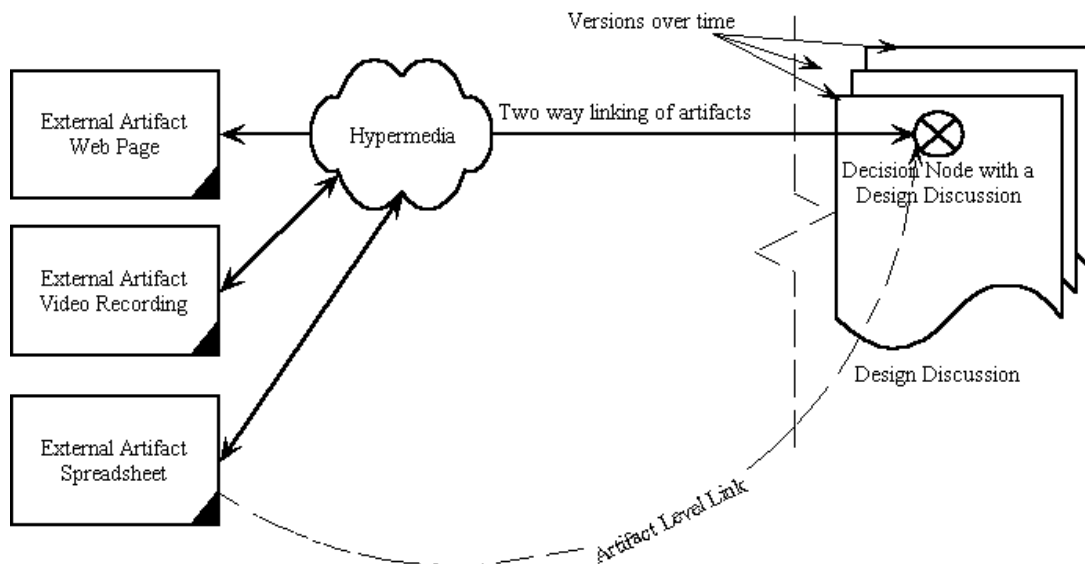 Versions over time
External Artifact
Web Page
Hypermedia
Two way linking of artifacts
Decision Node with a
Design Discussion
External Artifact
Video Recording
Design Discussion
External Artifact
Spreadsheet
Artifact Level Link